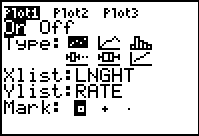 Plot1 Plot2 Plot3
On Off
Type:
Xlist:LNGHT
Ylist:RATE
Mark: ▫ + ·